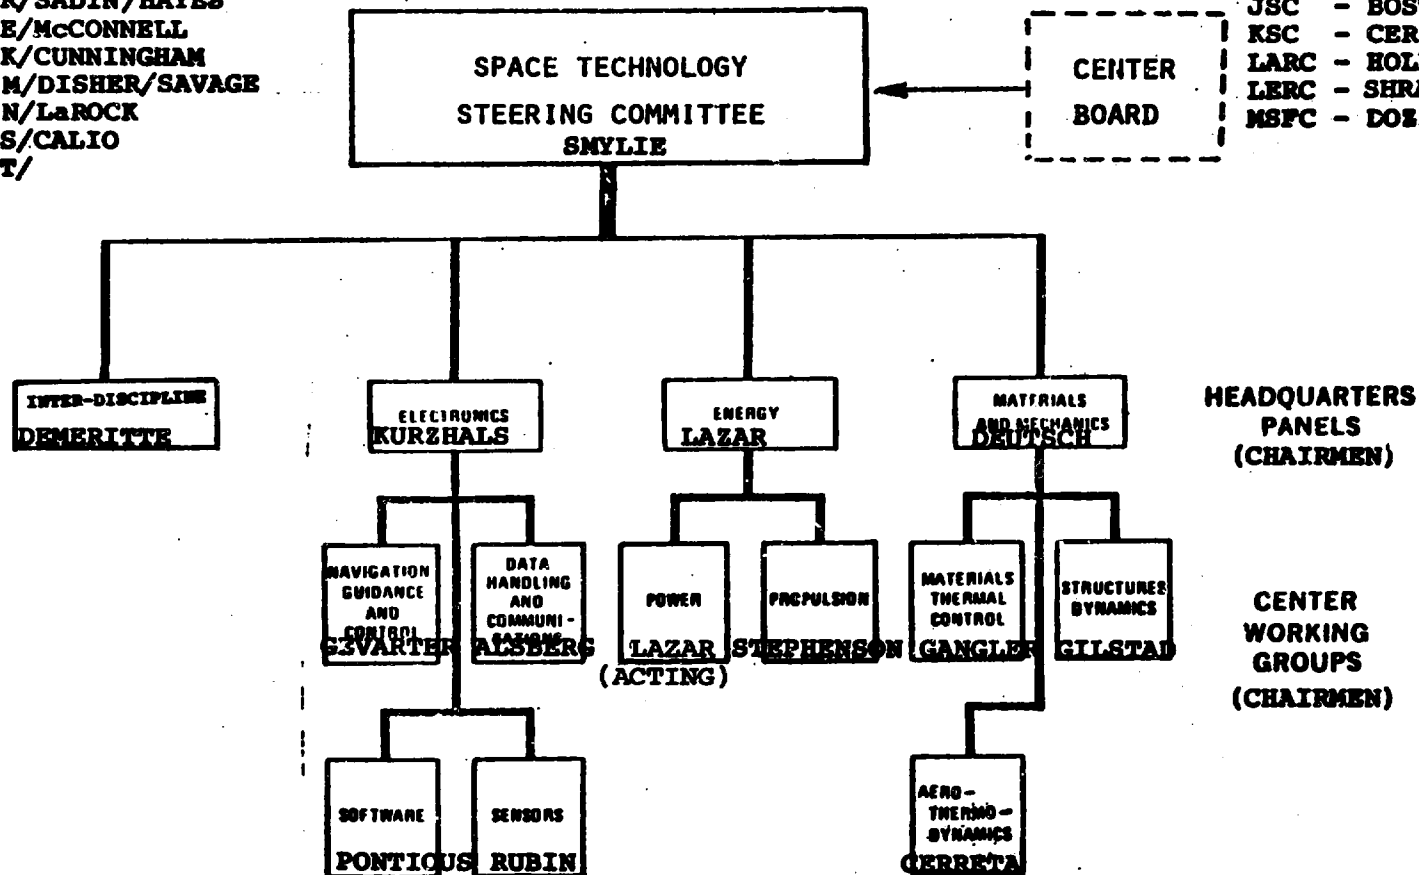 R/SADIN/HAYES
E/McCONNELL
K/CUNNINGHAM
M/DISHER/SAVAGE
N/LaROCK
S/CALIO
T/
SPACE TECHNOLOGY
STEERING COMMITTEE
SMYLIE
CENTER
BOARD
JSC -
KSC -
LARC -
LERC -
MSFC -
INTER-DISCIPLINE
DEMERITTE
ELECTRONICS
KURZHALS
ENERGY
LAZAR
MATERIALS
AND MECHANICS
DEUTSCH
HEADQUARTERS
PANELS
(CHAIRMEN)
NAVIGATION
GUIDANCE
AND
CONTROL
G3VARTER
DATA
HANDLING
AND
COMMUNI-
CATIONS
ALSBERG
POWER
LAZAR
(ACTING)
PROPULSION
STEPHENSON
MATERIALS
THERMAL
CONTROL
GANGLER
STRUCTURES
DYNAMICS
GILSTAD
CENTER
WORKING
GROUPS
(CHAIRMEN)
SOFTWARE
PONTIOUS
SENSORS
RUBIN
AERO-
THERMO-
DYNAMICS
CERRETA